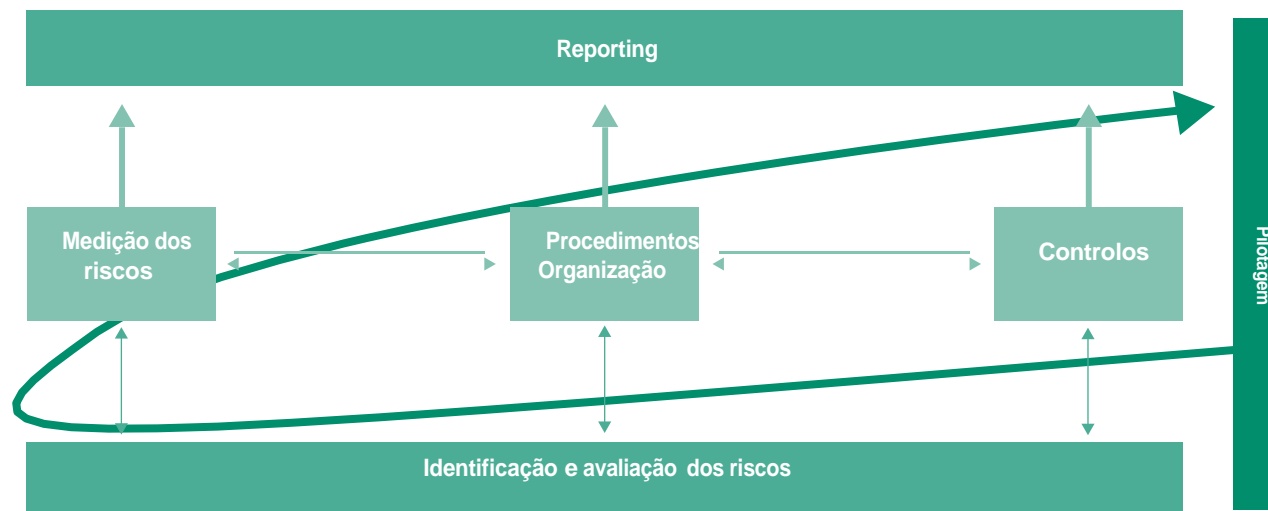 Reporting
Medição dos
riscos
Procedimentos
Organização
Controlos
Pilotagem
Identificação e avaliação dos riscos